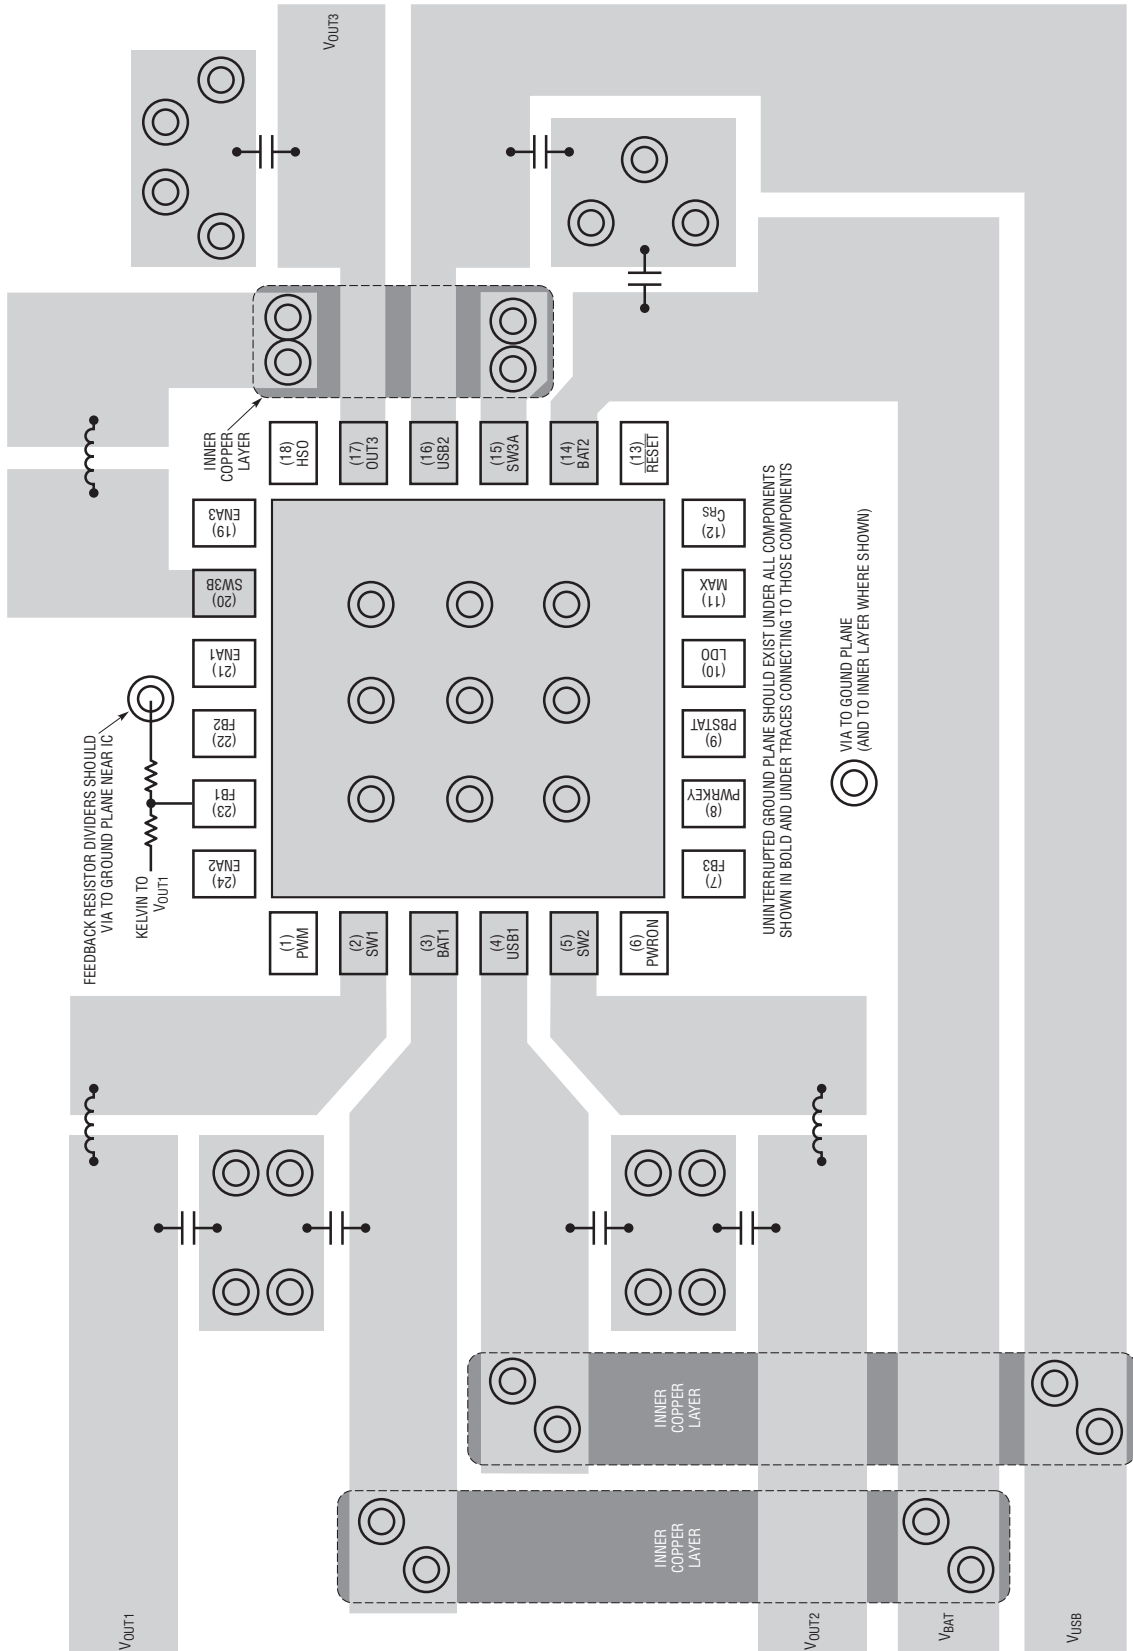 VOUT3
INNER
COPPER
LAYER
(18)
HSO
(17)
OUT3
(16)
USB2
(15)
SW3A
(14)
BAT2
(13)
RESET
(19)
ENA3
(20)
SW3B
(21)
ENA1
(22)
FB2
(23)
FB1
(24)
ENA2
(12)
CRS
(11)
MAX
(10)
LDO
(9)
PBSTAT
(8)
PWRKEY
(7)
FB3
(1)
PWM
(2)
SW1
(3)
BAT1
(4)
USB1
(5)
SW2
(6)
PWRON
FEEDBACK RESISTOR DIVIDERS SHOULD
VIA TO GROUND PLANE NEAR IC
KELVIN TO
VOUT1
UNINTERRUPTED GROUND PLANE SHOULD EXIST UNDER ALL COMPONENTS
SHOWN IN BOLD AND UNDER TRACES CONNECTING TO THOSE COMPONENTS
VIA TO GOUND PLANE
(AND TO INNER LAYER WHERE SHOWN)
INNER
COPPER
LAYER
INNER
COPPER
LAYER
VOUT1
VOUT2
VBAT
VUSB